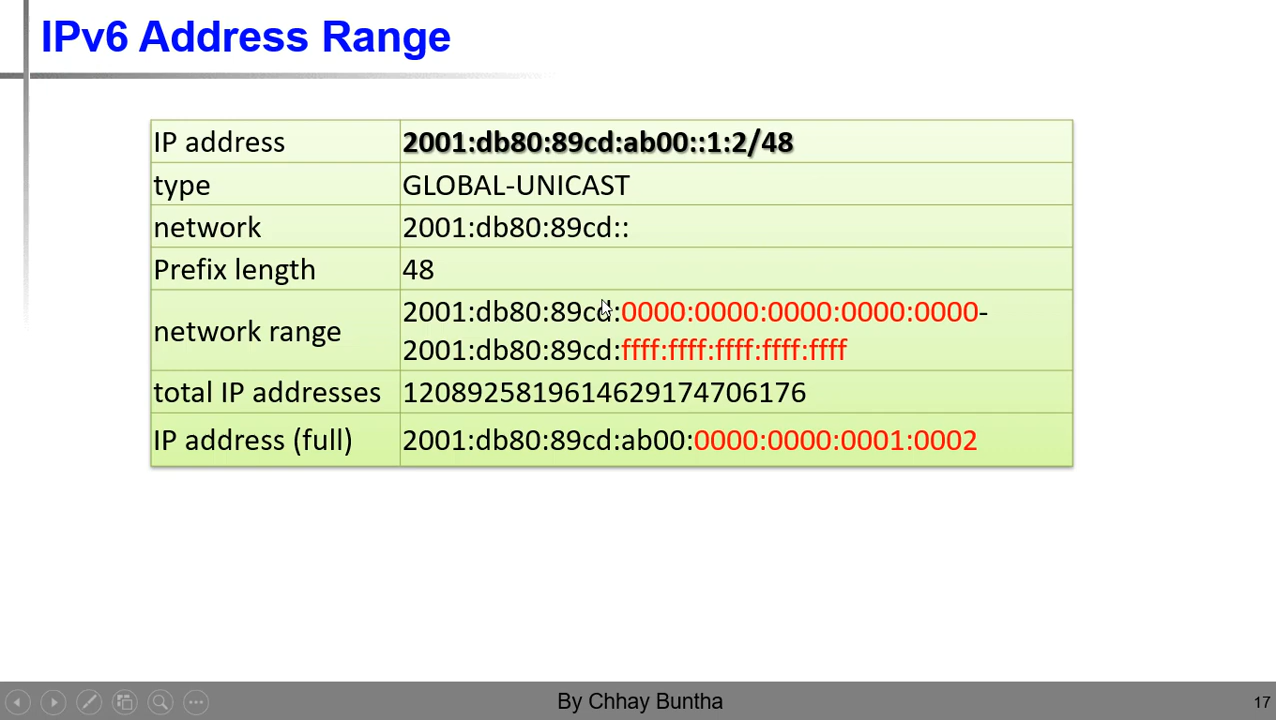 IPv6 Address Range
IP address 2001:db80:89cd:ab00::1:2/48
type GLOBAL-UNICAST
network 2001:db80:89cd::
Prefix length 48
network range 2001:db80:89cd:0000:0000:0000:0000:0000-
2001:db80:89cd:ffff:ffff:ffff:ffff:ffff
total IP addresses 1208925819614629174706176
IP address (full) 2001:db80:89cd:ab00:0000:0000:0001:0002
By Chhay Buntha
17